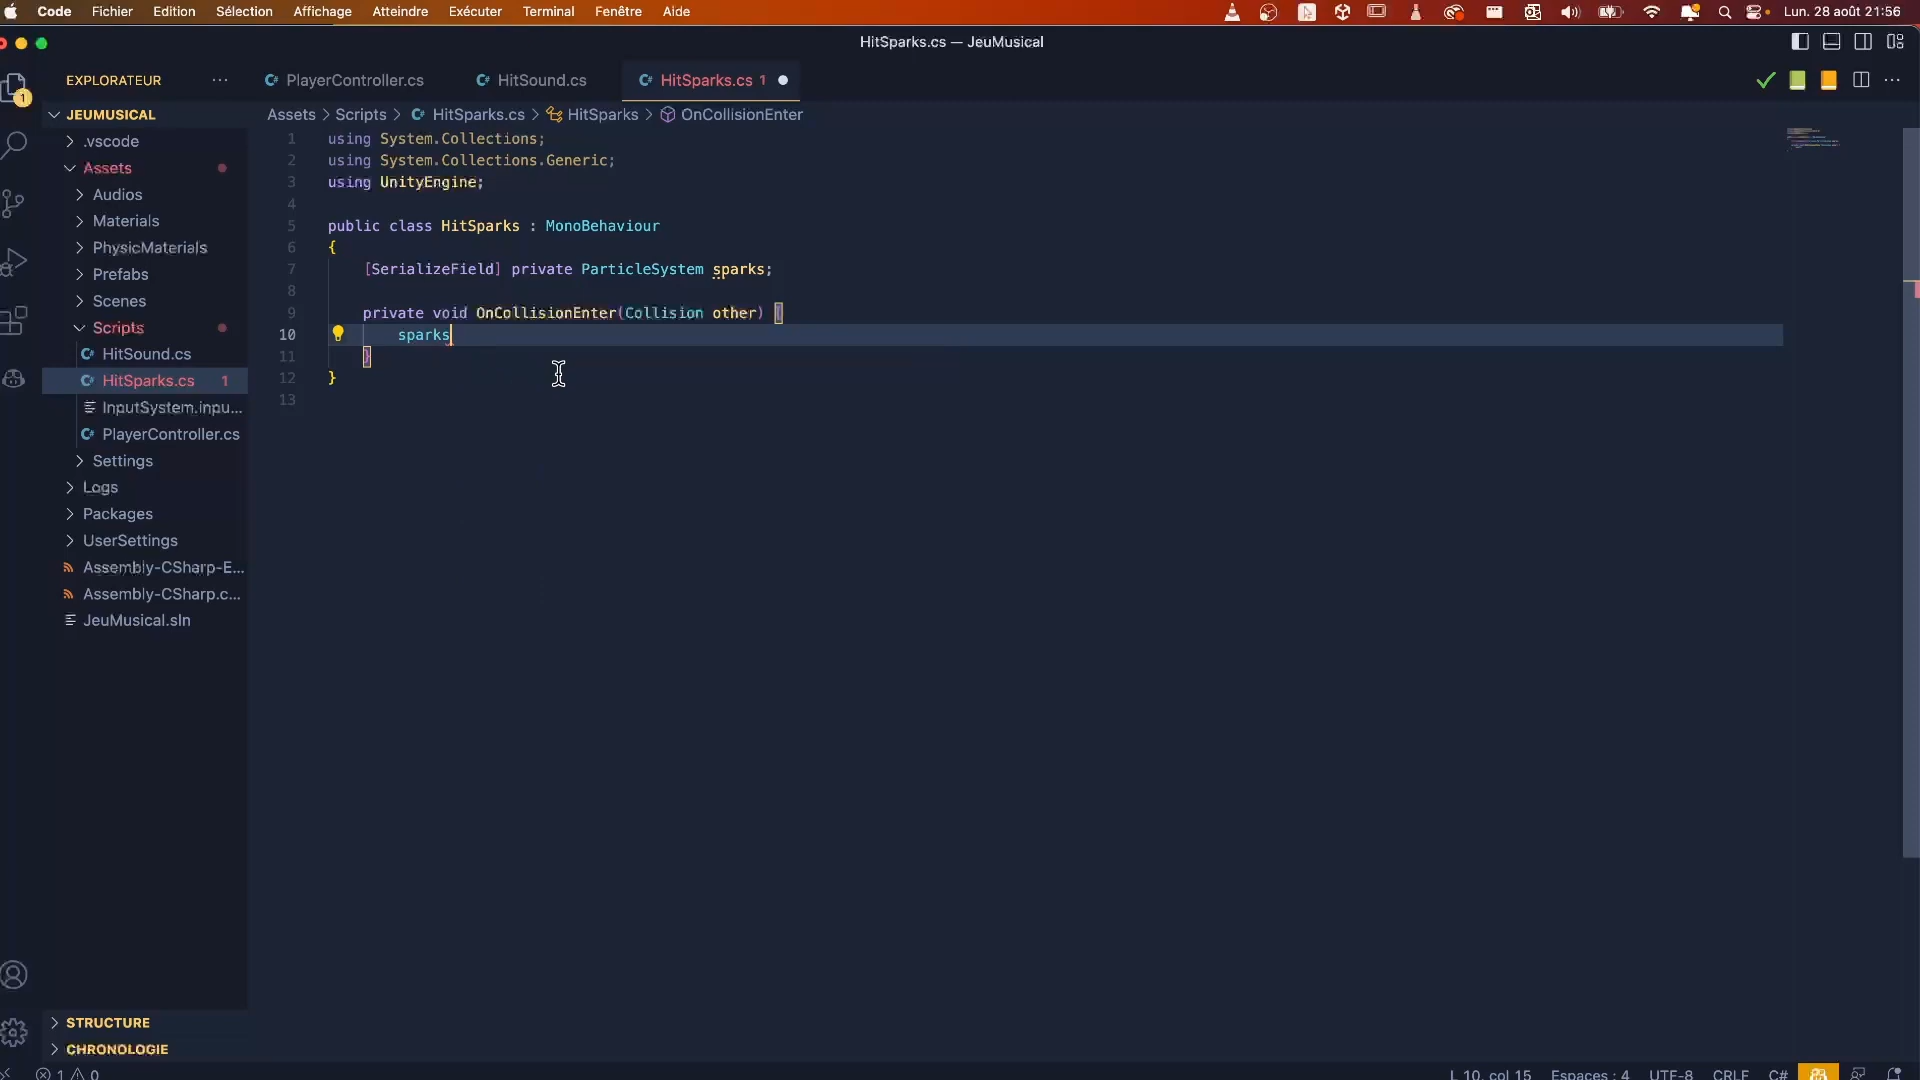 Code Fichier Edition Sélection Affichage Atteindre Exécuter Terminal Fenêtre Aide Lun. 28 août 21:56
HitSparks.cs — JeuMusical
EXPLORATEUR
PlayerController.cs HitSound.cs HitSparks.cs 1
1
JEUMUSICAL
.vscode
Assets
Audios
Materials
PhysicMaterials
Prefabs
Scenes
Scripts
HitSound.cs
HitSparks.cs 1
InputSystem.inpu...
PlayerController.cs
Settings
Logs
Packages
UserSettings
Assembly-CSharp-E...
Assembly-CSharp.c...
JeuMusical.sln
STRUCTURE
CHRONOLOGIE
Assets > Scripts > HitSparks.cs > HitSparks > OnCollisionEnter
1 using System.Collections;
2 using System.Collections.Generic;
3 using UnityEngine;
4
5 public class HitSparks : MonoBehaviour
6 {
7 [SerializeField] private ParticleSystem sparks;
8
9 private void OnCollisionEnter(Collision other) {
10 sparks
11 }
12 }
13
1 0 L 10, col 15 Espaces : 4 UTF-8 CRLF C#